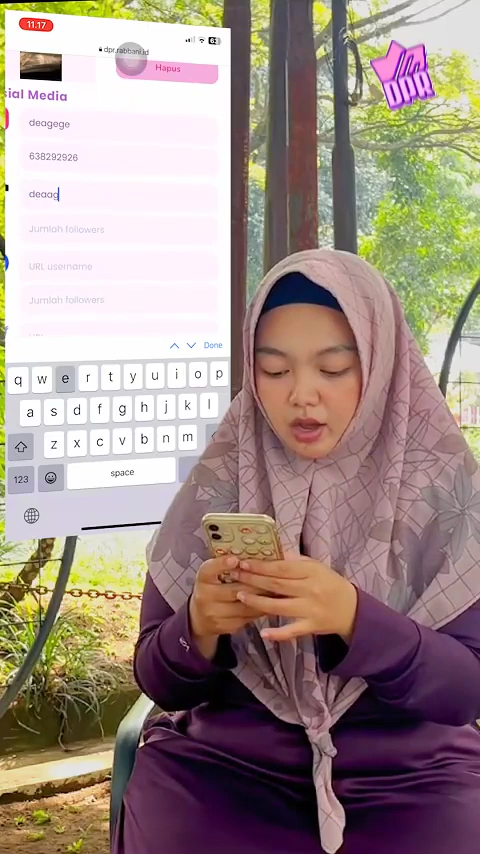 11.17
63
dpr.rabbani.id
Hapus
sial Media
deagege
638292926
deaag
Jumlah followers
URL username
Jumlah followers
Done
q w e r t y u i o p
a s d f g h j k l
z x c v b n m
123
space
DPR